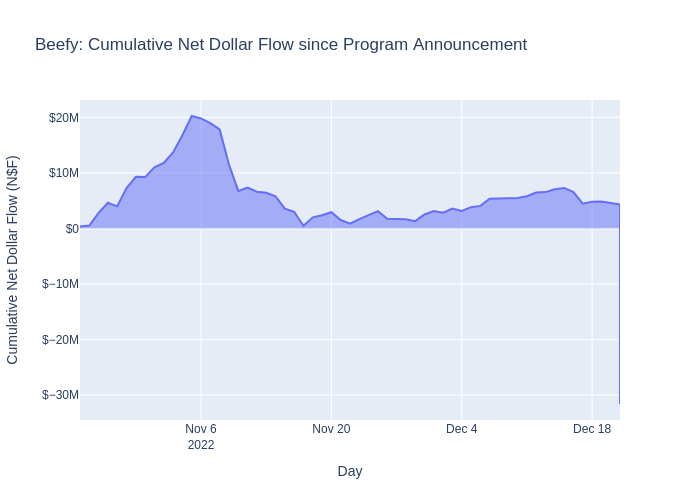 Beefy: Cumulative Net Dollar Flow since Program Announcement
Cumulative Net Dollar Flow (N$F)
$20M
$10M
$0
$−10M
$−20M
$−30M
Nov 6
2022
Nov 20
Dec 4
Dec 18
Day